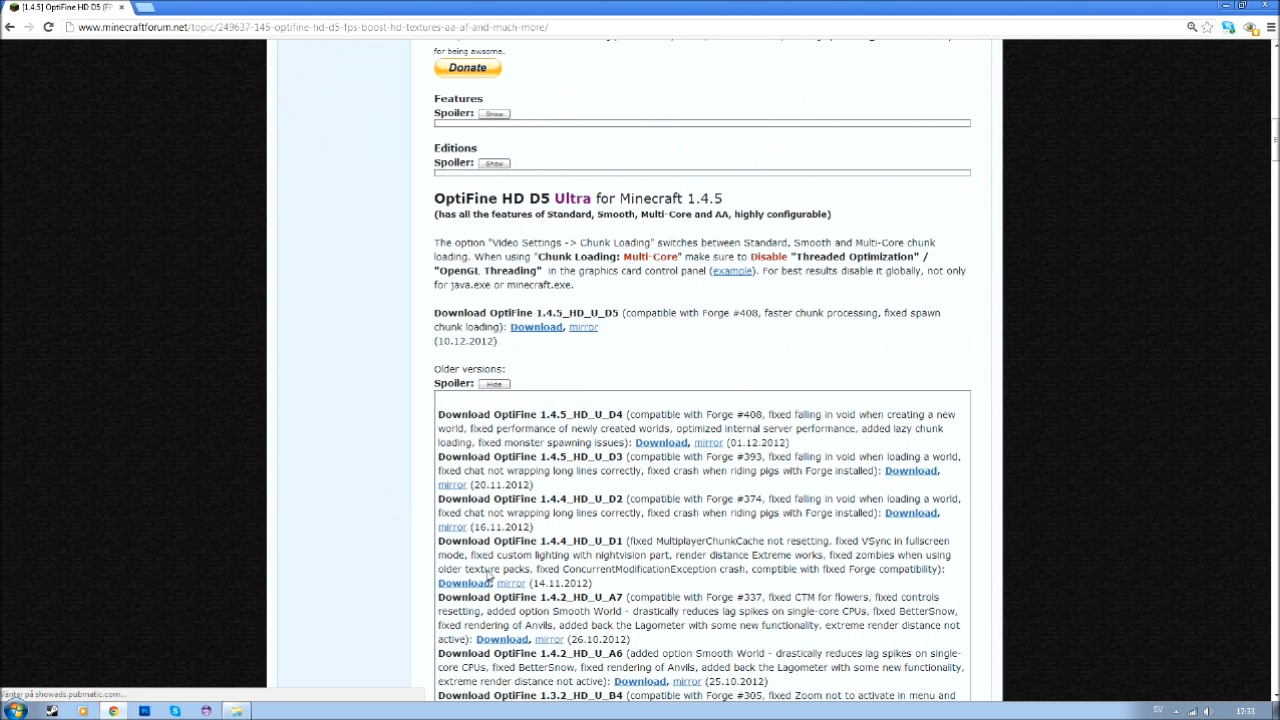 [1.4.5] OptiFine HD D5 (FP
www.minecraftforum.net/topic/249637-145-optifine-hd-d5-fps-boost-hd-textures-aa-af-and-much-more/
for being awsome.
Donate
Features
Spoiler: Show
Editions
Spoiler: Show
OptiFine HD D5 Ultra for Minecraft 1.4.5
(has all the features of Standard, Smooth, Multi-Core and AA, highly configurable)
The option "Video Settings -> Chunk Loading" switches between Standard, Smooth and Multi-Core chunk
loading. When using "Chunk Loading: Multi-Core" make sure to Disable "Threaded Optimization" /
"OpenGL Threading" in the graphics card control panel (example). For best results disable it globally, not only
for java.exe or minecraft.exe.
Download OptiFine 1.4.5_HD_U_D5 (compatible with Forge #408, faster chunk processing, fixed spawn
chunk loading): Download, mirror
(10.12.2012)
Older versions:
Spoiler: Hide
Download OptiFine 1.4.5_HD_U_D4 (compatible with Forge #408, fixed falling in void when creating a new
world, fixed performance of newly created worlds, optimized internal server performance, added lazy chunk
loading, fixed monster spawning issues): Download, mirror (01.12.2012)
Download OptiFine 1.4.5_HD_U_D3 (compatible with Forge #393, fixed falling in void when loading a world,
fixed chat not wrapping long lines correctly, fixed crash when riding pigs with Forge installed): Download,
mirror (20.11.2012)
Download OptiFine 1.4.4_HD_U_D2 (compatible with Forge #374, fixed falling in void when loading a world,
fixed chat not wrapping long lines correctly, fixed crash when riding pigs with Forge installed): Download,
mirror (16.11.2012)
Download OptiFine 1.4.4_HD_U_D1 (fixed MultiplayerChunkCache not resetting, fixed VSync in fullscreen
mode, fixed custom lighting with nightvision part, render distance Extreme works, fixed zombies when using
older texture packs, fixed ConcurrentModificationException crash, comptible with fixed Forge compatibility):
Download, mirror (14.11.2012)
Download OptiFine 1.4.2_HD_U_A7 (compatible with Forge #337, fixed CTM for flowers, fixed controls
resetting, added option Smooth World - drastically reduces lag spikes on single-core CPUs, fixed BetterSnow,
fixed rendering of Anvils, added back the Lagometer with some new functionality, extreme render distance not
active): Download, mirror (26.10.2012)
Download OptiFine 1.4.2_HD_U_A6 (added option Smooth World - drastically reduces lag spikes on single-
core CPUs, fixed BetterSnow, fixed rendering of Anvils, added back the Lagometer with some new functionality,
extreme render distance not active): Download, mirror (25.10.2012)
Download OptiFine 1.3.2_HD_U_B4 (compatible with Forge #305, fixed Zoom not to activate in menu and
Väntar på showads.pubmatic.com...
SV
17:33